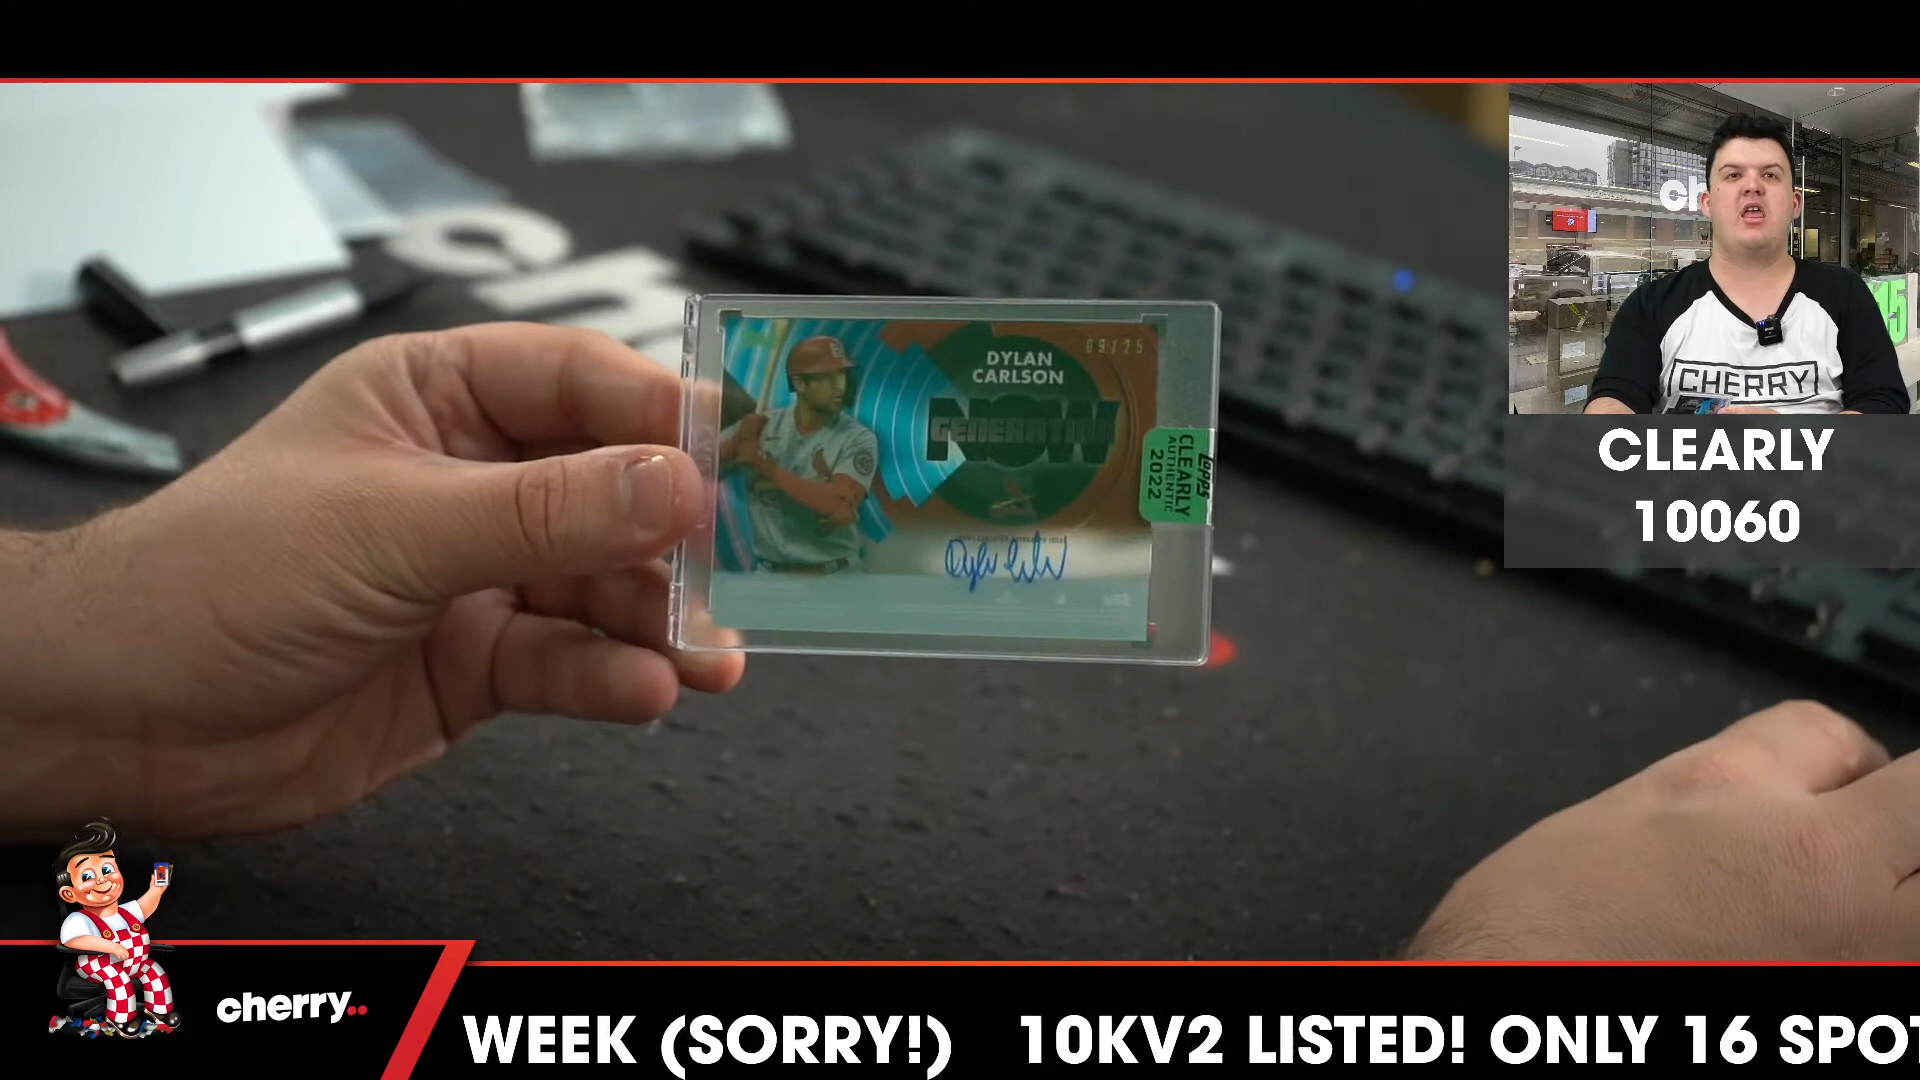 DYLAN
CARLSON
09/25
NOW
GENERATION
Topps
CLEARLY
AUTHENTIC
2022
CHERRY
15
CLEARLY
10060
cherry..
WEEK (SORRY!) 10KV2 LISTED! ONLY 16 SPOT